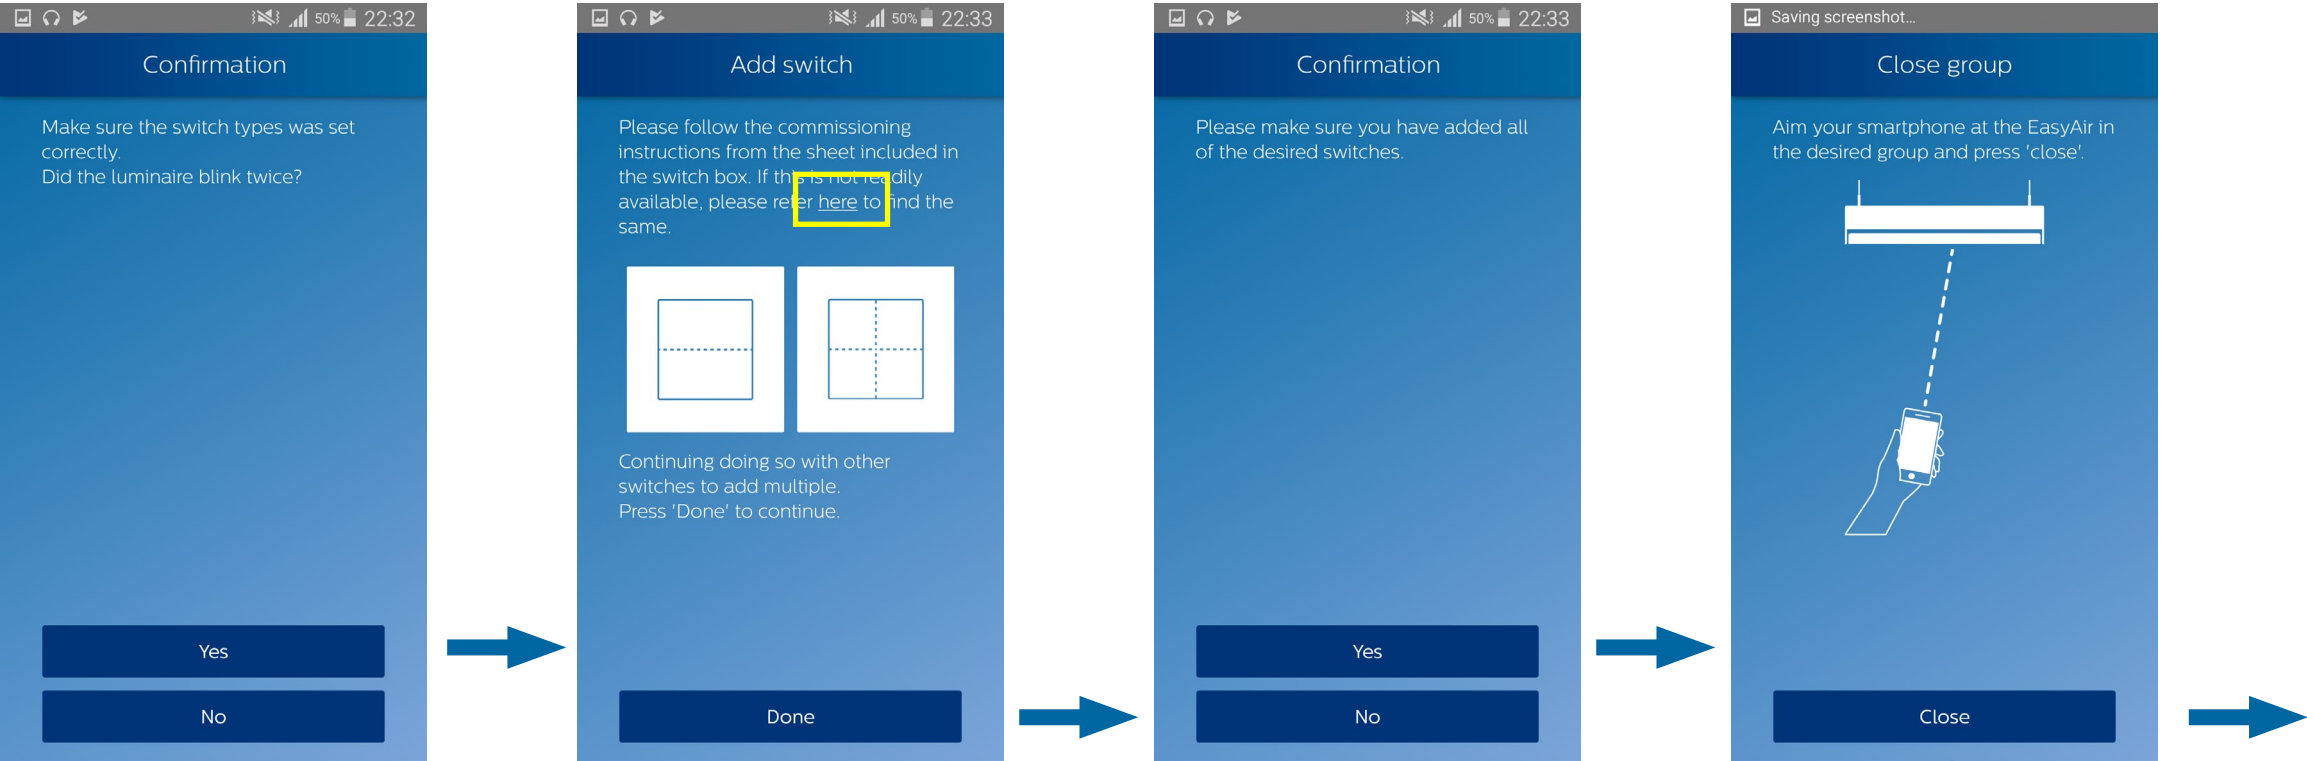 50% 22:32
Confirmation
Make sure the switch types was set
correctly.
Did the luminaire blink twice?
Yes
No
50% 22:33
Add switch
Please follow the commissioning
instructions from the sheet included in
the switch box. If this is not readily
available, please refer here to find the
same.
Continuing doing so with other
switches to add multiple.
Press 'Done' to continue.
Done
50% 22:33
Confirmation
Please make sure you have added all
of the desired switches.
Yes
No
Saving screenshot...
Close group
Aim your smartphone at the EasyAir in
the desired group and press 'close'.
Close